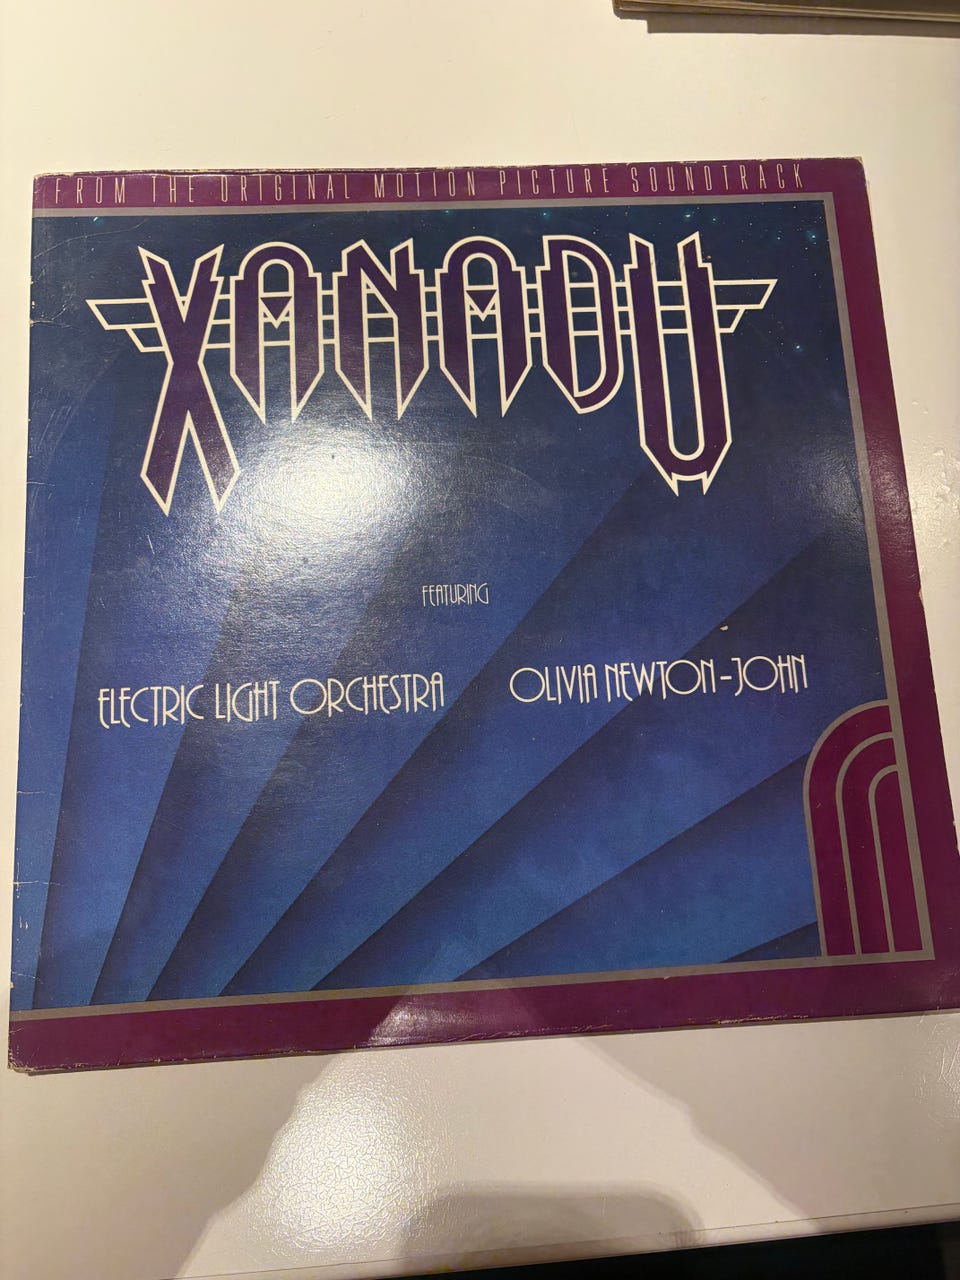 FROM THE ORIGINAL MOTION PICTURE SOUNDTRACK
XANADU
FEATURING
ELECTRIC LIGHT ORCHESTRA OLIVIA NEWTON-JOHN